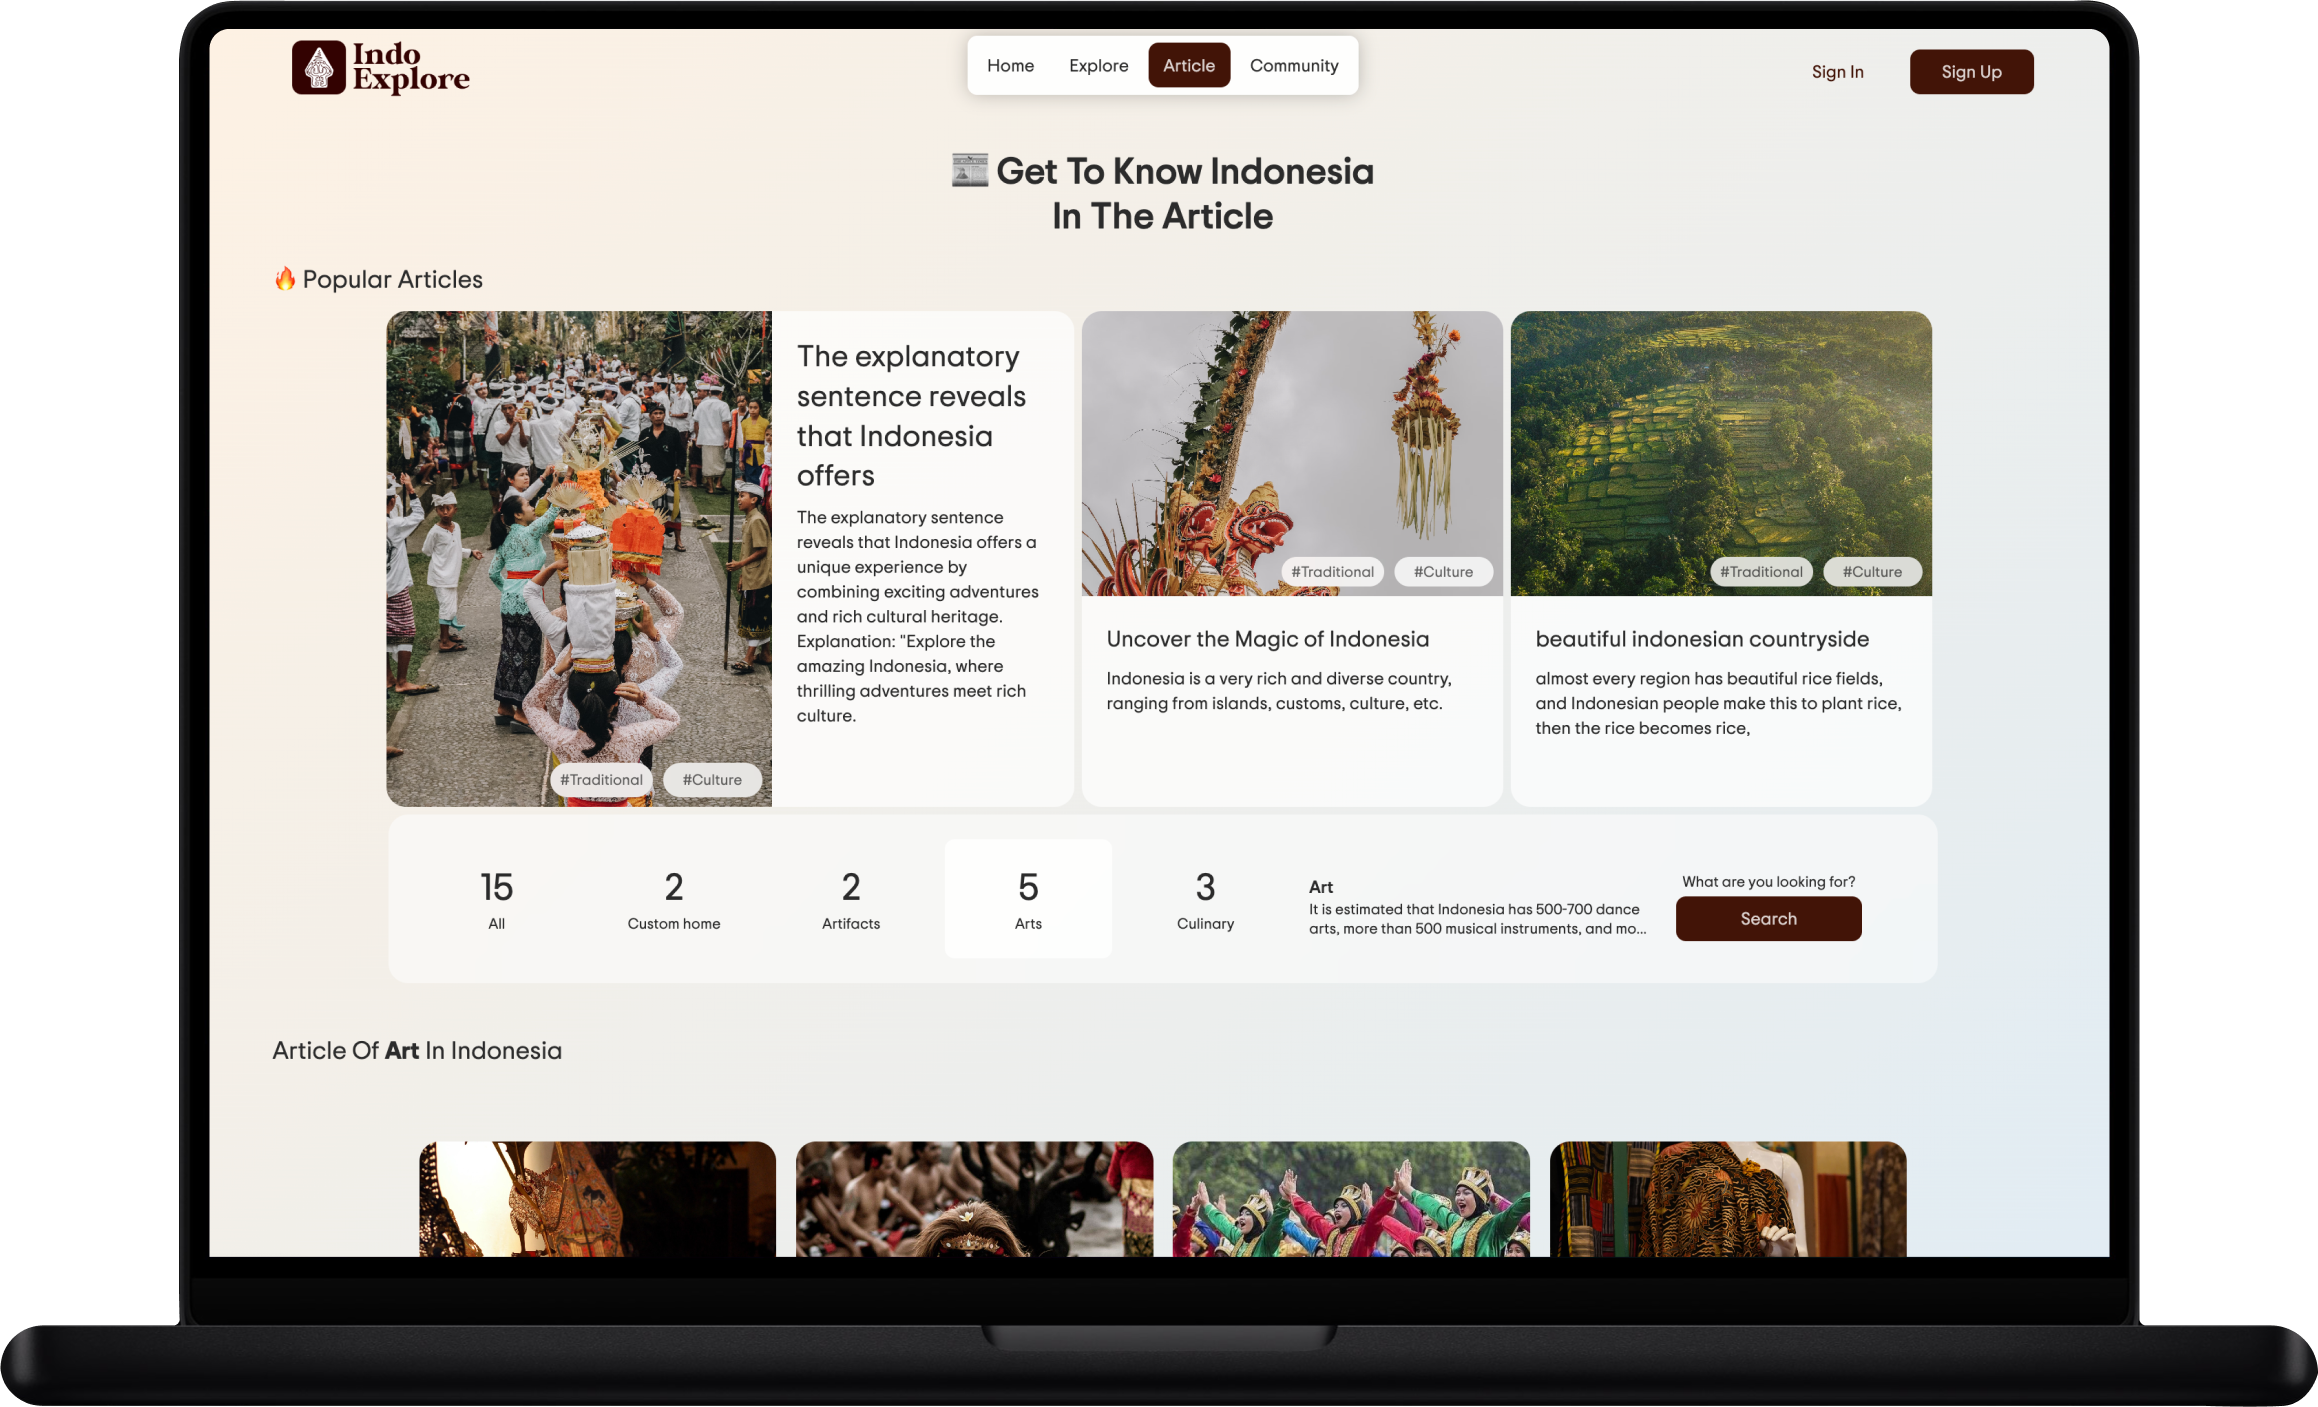 Indo
Explore
Home
Explore
Article
Community
Sign In
Sign Up
Get To Know Indonesia
In The Article
Popular Articles
#Traditional
#Culture
The explanatory
sentence reveals
that Indonesia
offers
The explanatory sentence
reveals that Indonesia offers a
unique experience by
combining exciting adventures
and rich cultural heritage.
Explanation: "Explore the
amazing Indonesia, where
thrilling adventures meet rich
culture.
#Traditional
#Culture
Uncover the Magic of Indonesia
Indonesia is a very rich and diverse country,
ranging from islands, customs, culture, etc.
#Traditional
#Culture
beautiful indonesian countryside
almost every region has beautiful rice fields,
and Indonesian people make this to plant rice,
then the rice becomes rice,
15
All
2
Custom home
2
Artifacts
5
Arts
3
Culinary
Art
It is estimated that Indonesia has 500-700 dance
arts, more than 500 musical instruments, and mo...
What are you looking for?
Search
Article Of Art In Indonesia